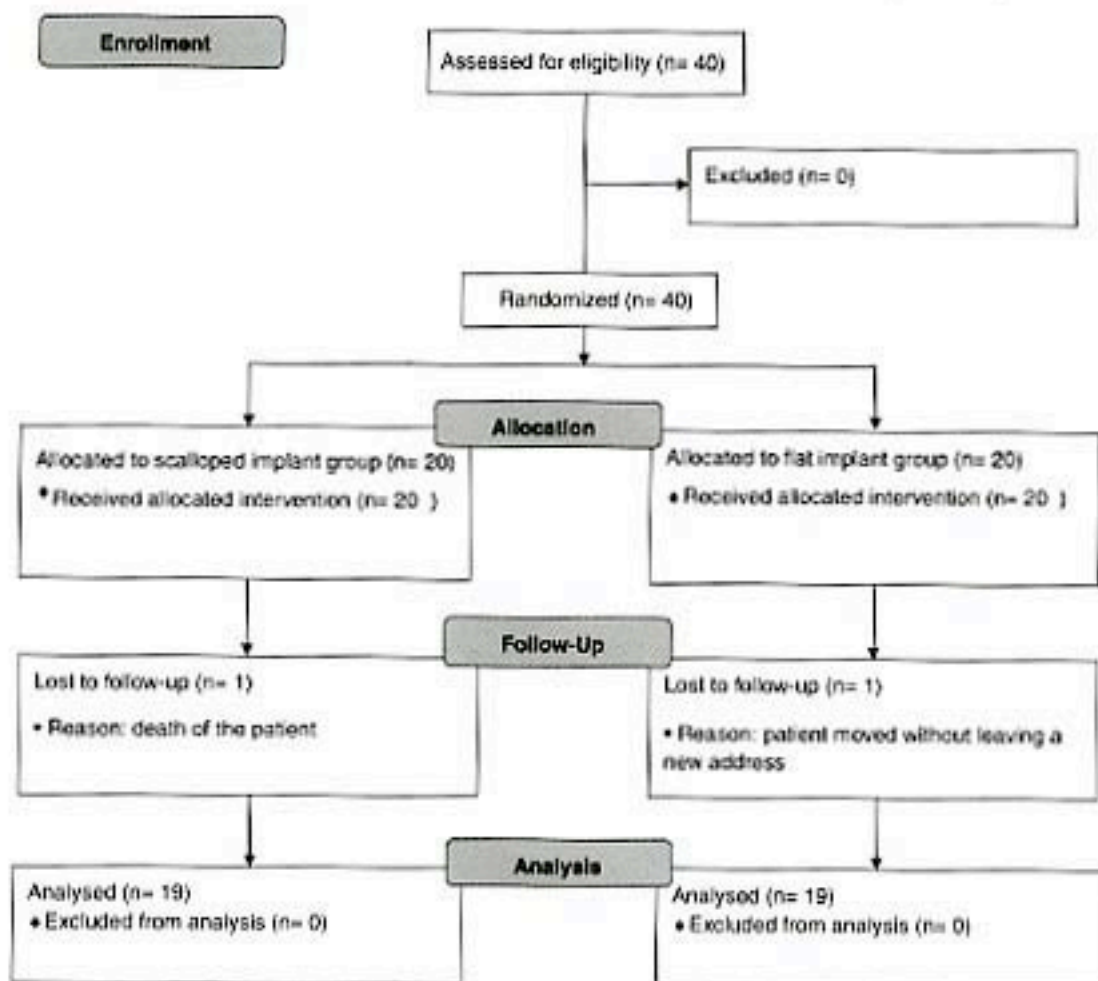 Enrollment
Assessed for eligibility (n= 40)
Excluded (n= 0)
Randomized (n= 40)
Allocation
Allocated to scalloped implant group (n= 20)
• Received allocated intervention (n= 20 )
Allocated to flat implant group (n= 20)
♦ Received allocated intervention (n= 20 )
Follow-Up
Lost to follow-up (n= 1)
• Reason: death of the patient
Lost to follow-up (n= 1)
• Reason: patient moved without leaving a
new address
Analysis
Analysed (n= 19)
♦ Excluded from analysis (n= 0)
Analysed (n= 19)
♦ Excluded from analysis (n= 0)